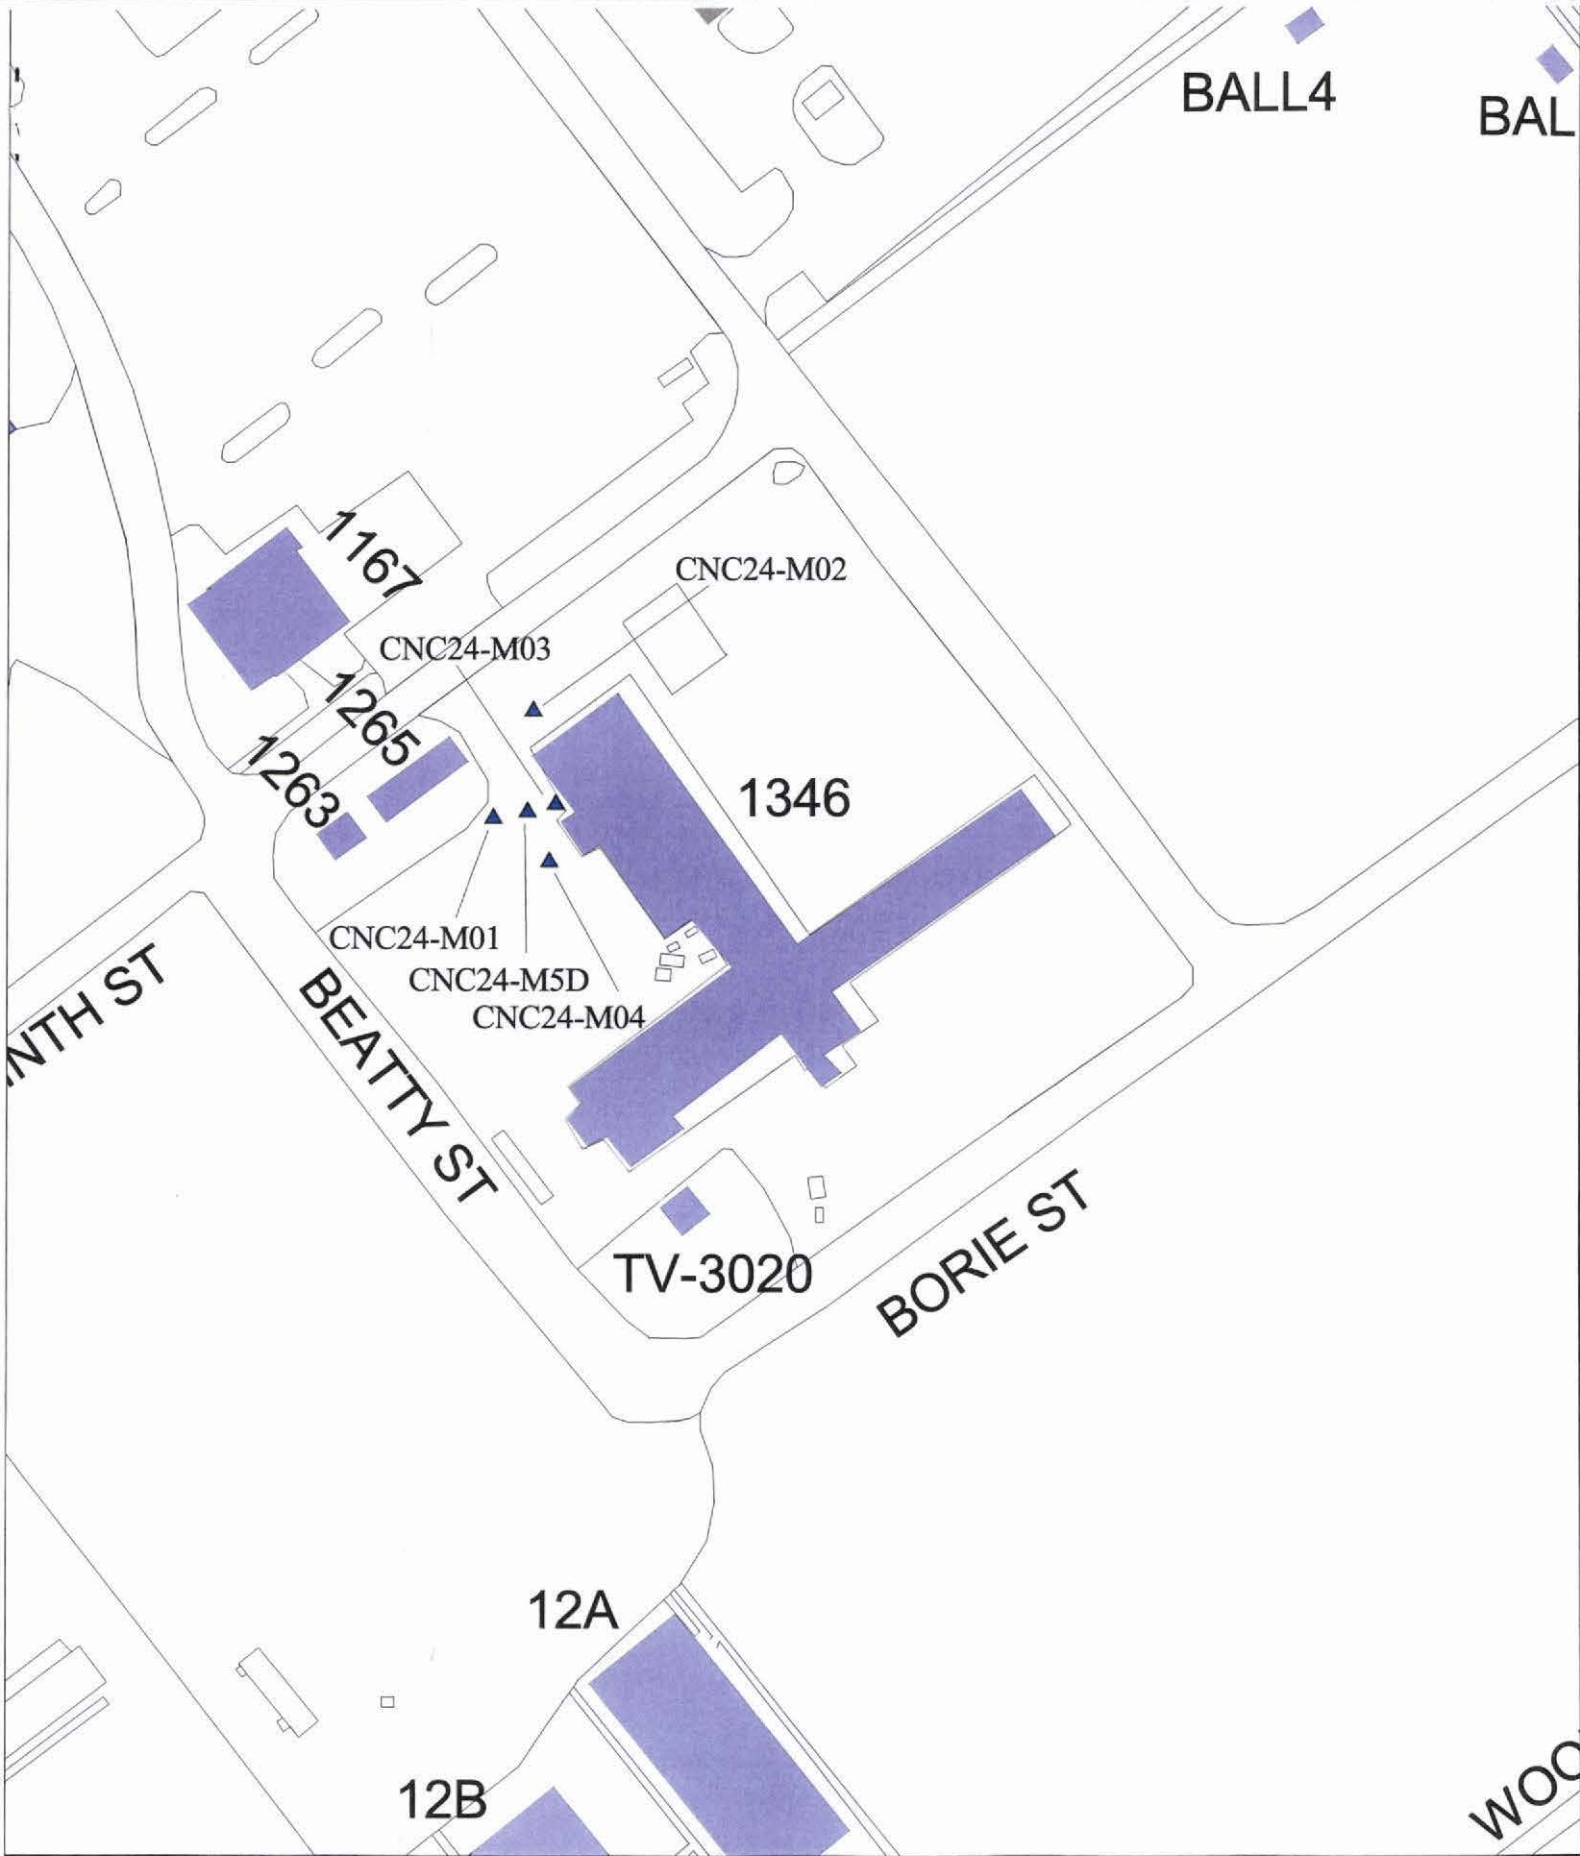 BALL4
BAL
1167
CNC24-M02
CNC24-M03
1265
1263
1346
CNC24-M01
CNC24-M5D
CNC24-M04
NTH ST
BEATTY ST
TV-3020
BORIE ST
12A
12B
WOO